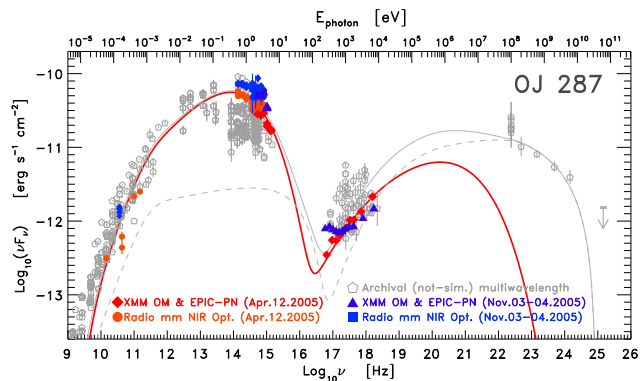 E_photon [eV]
10^-5 10^-4 10^-3 10^-2 10^-1 10^0 10^1 10^2 10^3 10^4 10^5 10^6 10^7 10^8 10^9 10^10 10^11
OJ 287
-10
-11
-12
-13
Log_10(νF_ν) [erg s^-1 cm^-2]
Archival (not-sim.) multiwavelength
XMM OM & EPIC-PN (Apr.12.2005) XMM OM & EPIC-PN (Nov.03-04.2005)
Radio mm NIR Opt. (Apr.12.2005) Radio mm NIR Opt. (Nov.03-04.2005)
9 10 11 12 13 14 15 16 17 18 19 20 21 22 23 24 25 26
Log_10 ν [Hz]